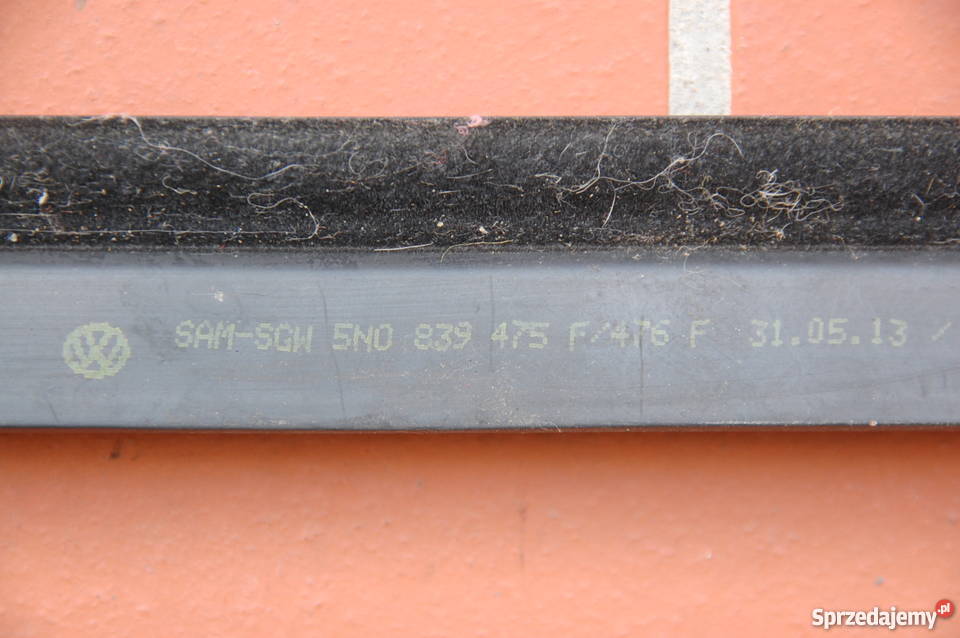 SAM-SGW 5N0 839 475 F/476 F 31.05.13 /
Sprzedajemy.pl